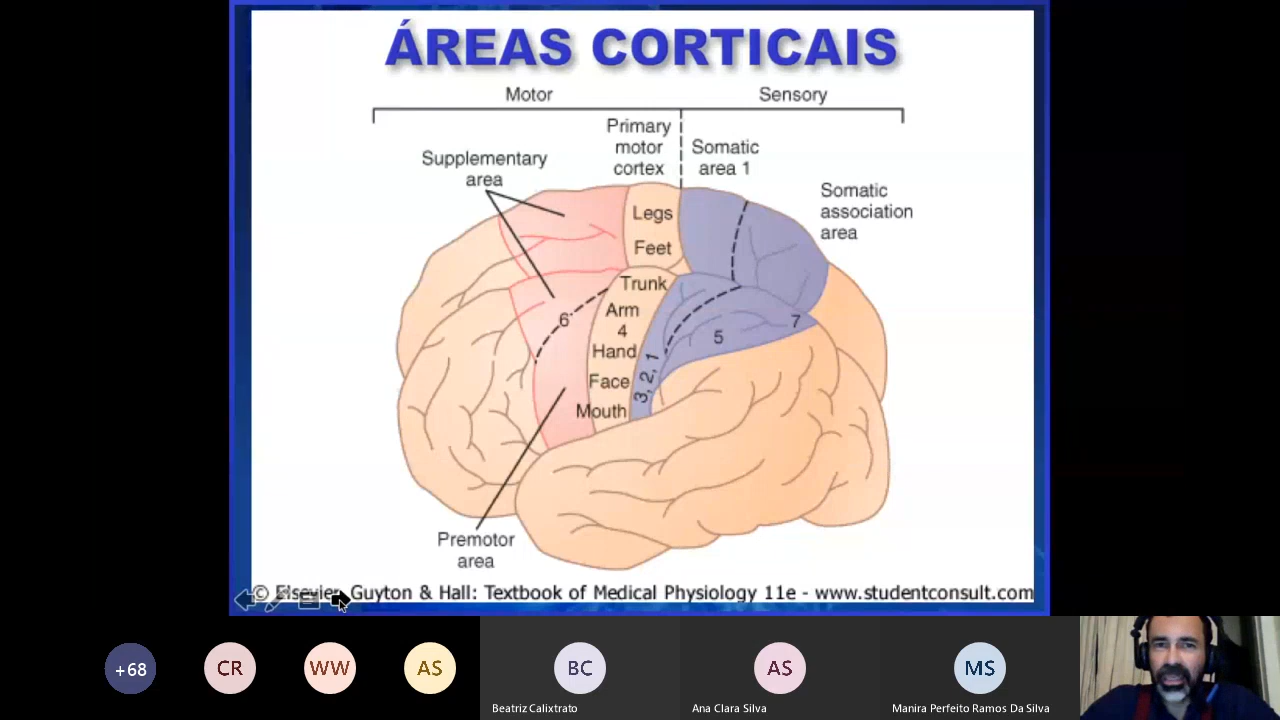 ÁREAS CORTICAIS
Motor
Sensory
Primary
motor
cortex
Somatic
area 1
Supplementary
area
Somatic
association
area
Legs
Feet
Trunk
Arm
4
Hand
Face
Mouth
6
3, 2, 1
5
7
Premotor
area
© Elsevier. Guyton & Hall: Textbook of Medical Physiology 11e - www.studentconsult.com
+68
CR
WW
AS
BC
AS
MS
Beatriz Calixtrato
Ana Clara Silva
Manira Perfeito Ramos Da Silva